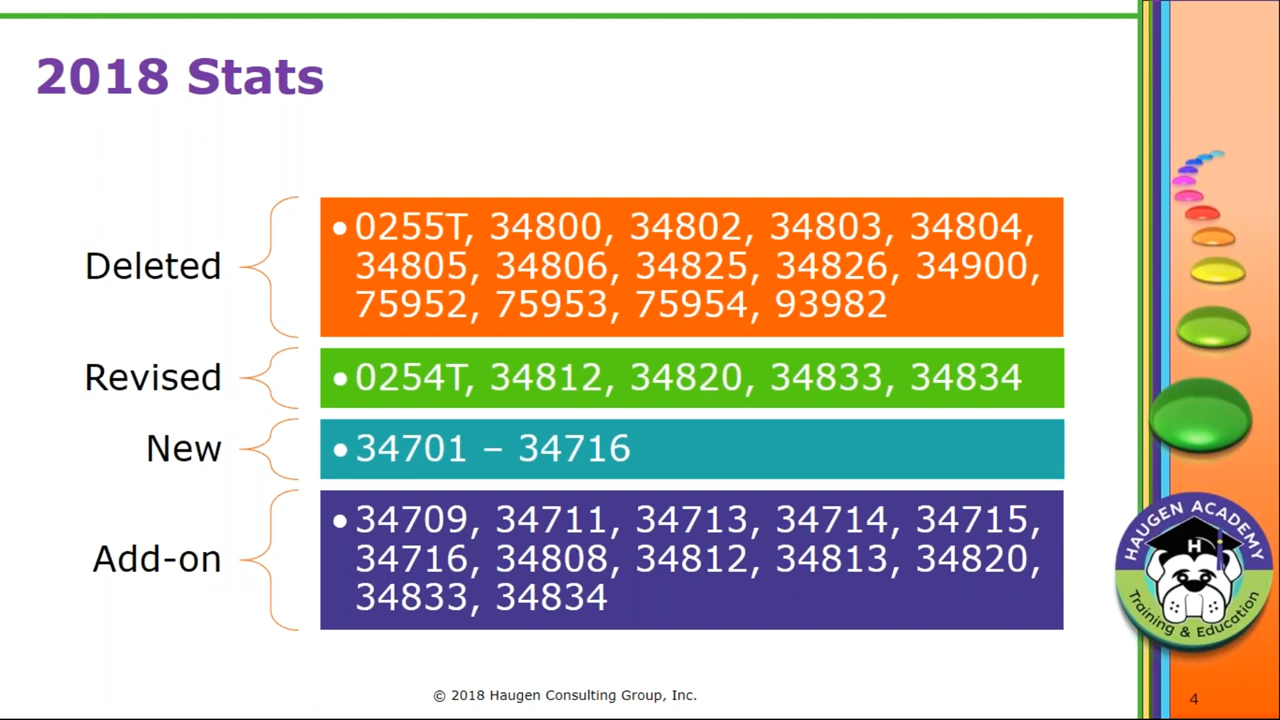 2018 Stats
Deleted
•0255T, 34800, 34802, 34803, 34804,
34805, 34806, 34825, 34826, 34900,
75952, 75953, 75954, 93982
Revised
•0254T, 34812, 34820, 34833, 34834
New
•34701 – 34716
Add-on
•34709, 34711, 34713, 34714, 34715,
34716, 34808, 34812, 34813, 34820,
34833, 34834
HAUGEN ACADEMY
H
Training & Education
© 2018 Haugen Consulting Group, Inc.
4